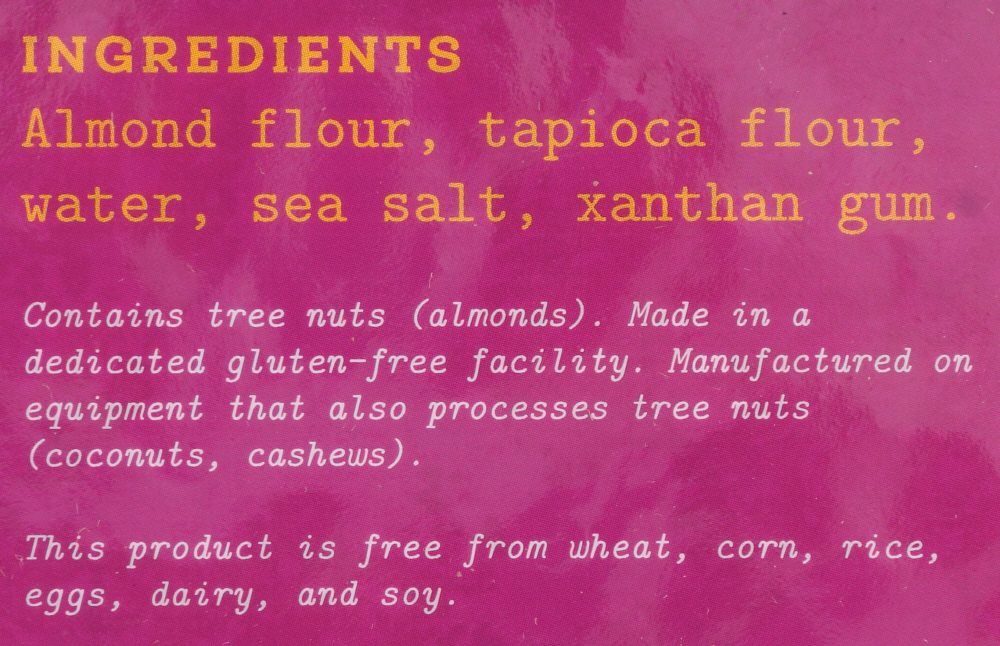 INGREDIENTS
Almond flour, tapioca flour,
water, sea salt, xanthan gum.
Contains tree nuts (almonds). Made in a
dedicated gluten-free facility. Manufactured on
equipment that also processes tree nuts
(coconuts, cashews).
This product is free from wheat, corn, rice,
eggs, dairy, and soy.